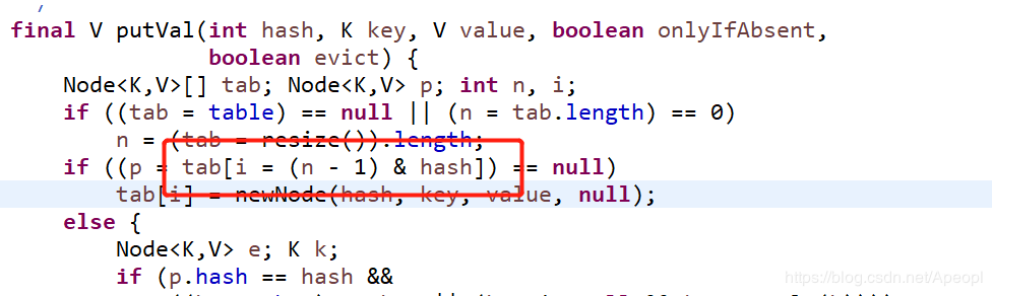 final V putVal(int hash, K key, V value, boolean onlyIfAbsent,
boolean evict) {
Node<K,V>[] tab; Node<K,V> p; int n, i;
if ((tab = table) == null || (n = tab.length) == 0)
n = (tab = resize()).length;
if ((p = tab[i = (n - 1) & hash]) == null)
tab[i] = newNode(hash, key, value, null);
else {
Node<K,V> e; K k;
if (p.hash == hash &&
https://blog.csdn.net/Apeopl